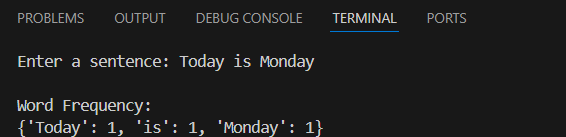 PROBLEMS OUTPUT DEBUG CONSOLE TERMINAL PORTS
Enter a sentence: Today is Monday
Word Frequency:
{'Today': 1, 'is': 1, 'Monday': 1}